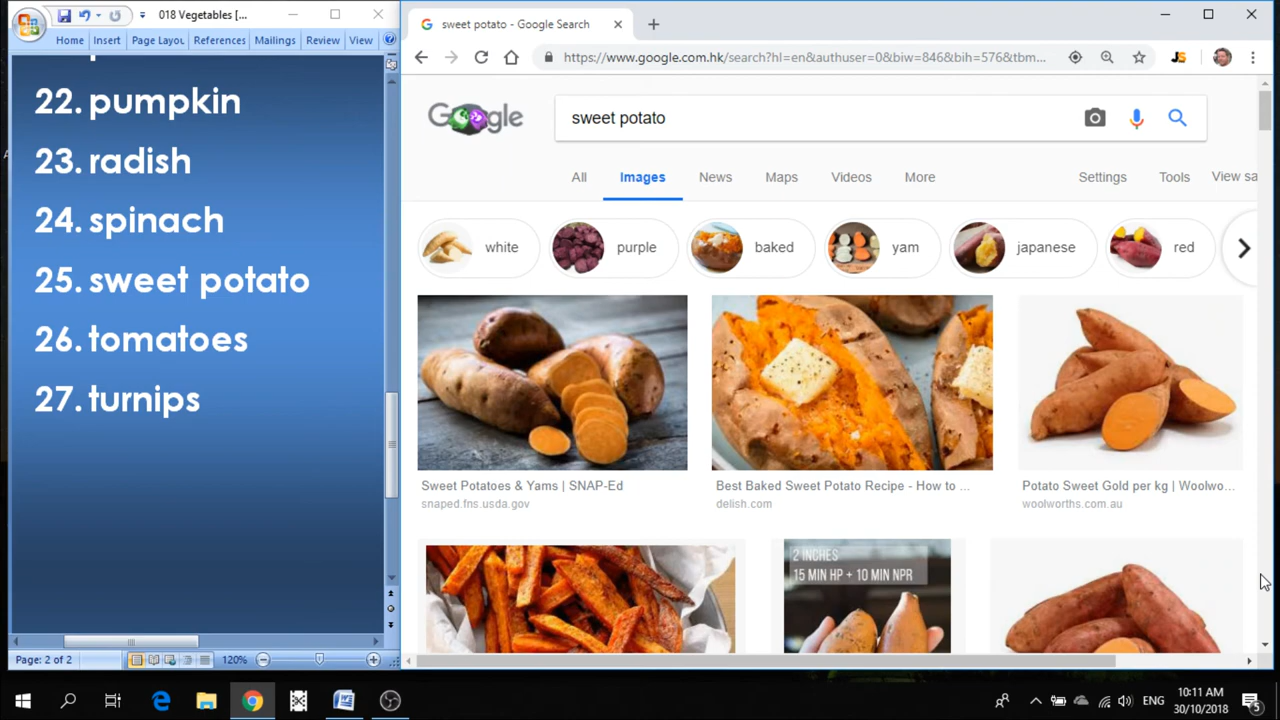 018 Vegetables [...
Home Insert Page Layou References Mailings Review View
22. pumpkin
23. radish
24. spinach
25. sweet potato
26. tomatoes
27. turnips
Page: 2 of 2 120%
sweet potato - Google Search
https://www.google.com.hk/search?hl=en&authuser=0&biw=846&bih=576&tbm...
JS
Google
sweet potato
All Images News Maps Videos More Settings Tools View sa
white purple baked yam japanese red
Sweet Potatoes & Yams | SNAP-Ed
snaped.fns.usda.gov
Best Baked Sweet Potato Recipe - How to ...
delish.com
Potato Sweet Gold per kg | Woolwo...
woolworths.com.au
2 INCHES
15 MIN HP + 10 MIN NPR
ENG
10:11 AM
30/10/2018
5